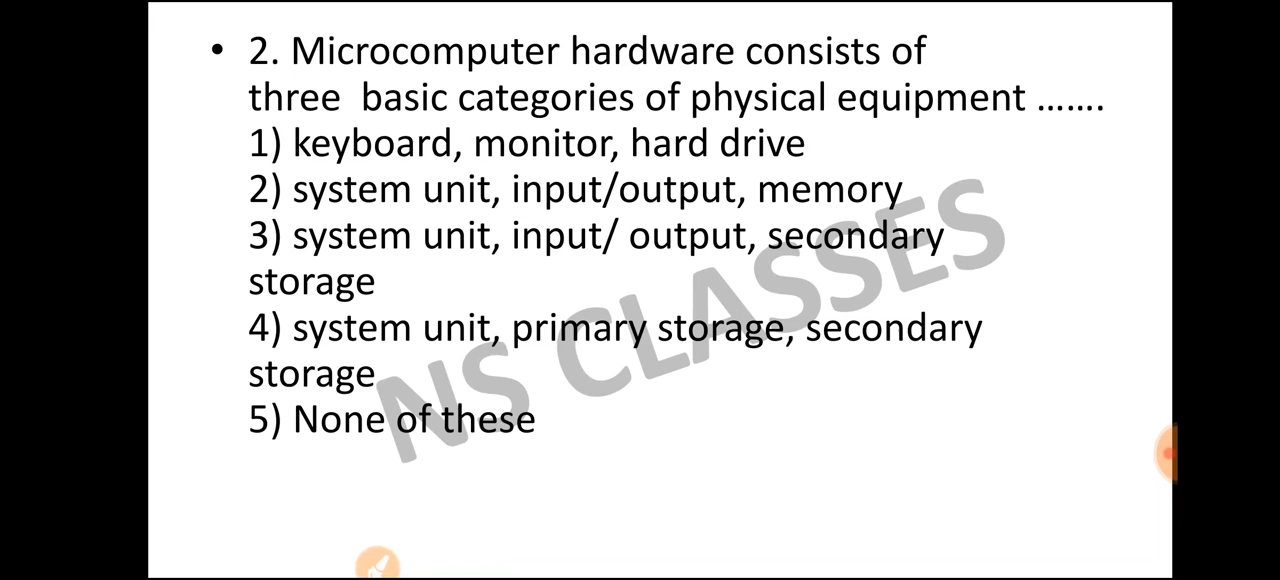 • 2. Microcomputer hardware consists of
three  basic categories of physical equipment .......
1) keyboard, monitor, hard drive
2) system unit, input/output, memory
3) system unit, input/ output, secondary
storage
4) system unit, primary storage, secondary
storage
5) None of these
NS CLASSES